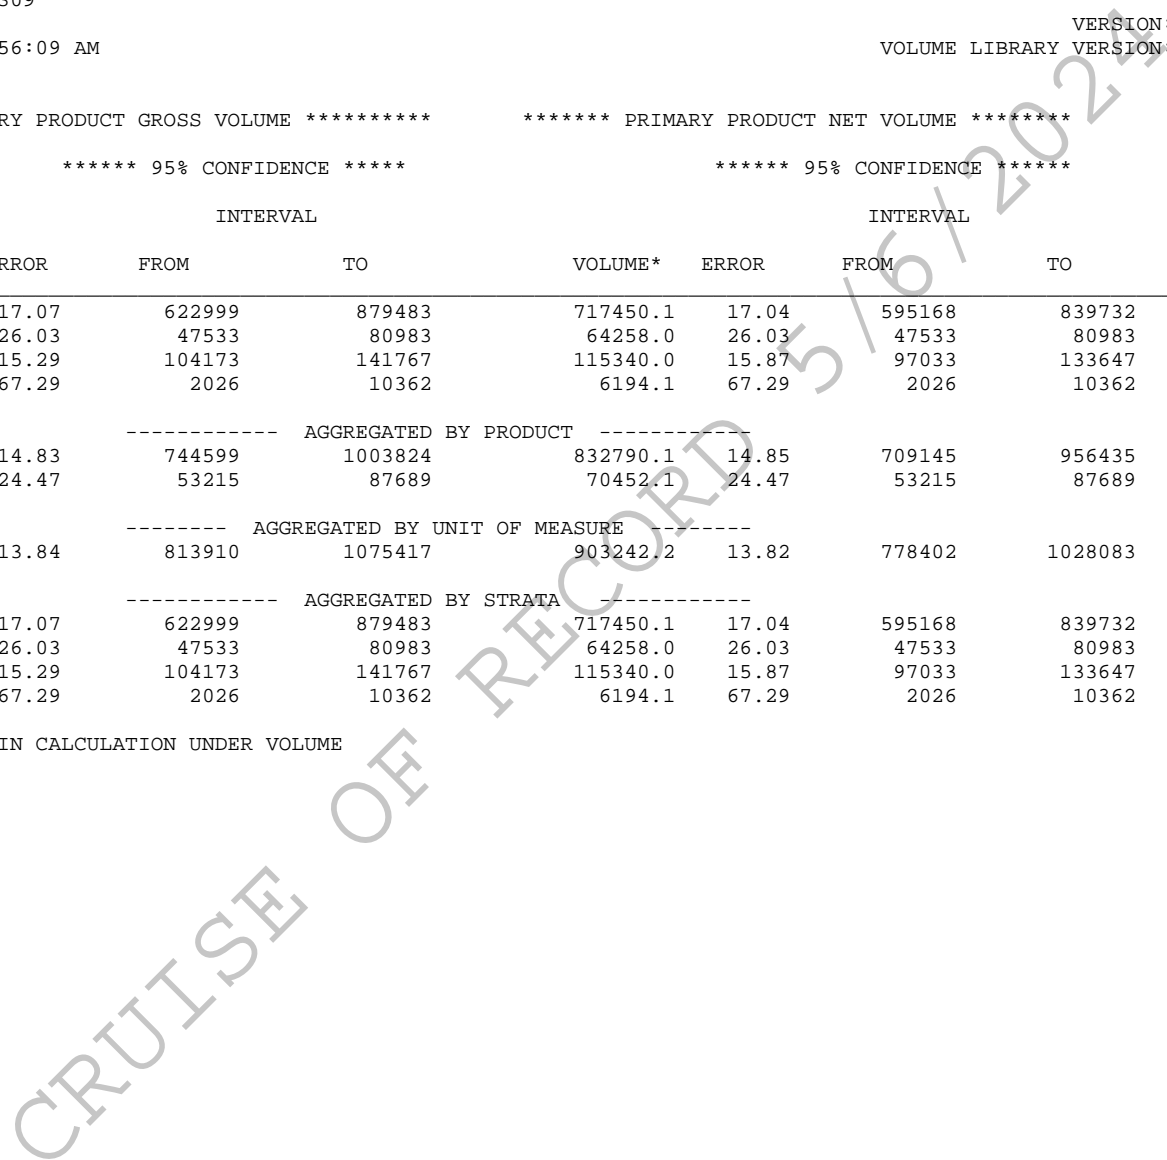 VERSION:
56:09 AM VOLUME LIBRARY VERSION:
RY PRODUCT GROSS VOLUME ********** ******* PRIMARY PRODUCT NET VOLUME ********
****** 95% CONFIDENCE ***** ****** 95% CONFIDENCE ******
INTERVAL INTERVAL
RROR FROM TO VOLUME* ERROR FROM TO
17.07 622999 879483 717450.1 17.04 595168 839732
26.03 47533 80983 64258.0 26.03 47533 80983
15.29 104173 141767 115340.0 15.87 97033 133647
67.29 2026 10362 6194.1 67.29 2026 10362
------------ AGGREGATED BY PRODUCT ------------
14.83 744599 1003824 832790.1 14.85 709145 956435
24.47 53215 87689 70452.1 24.47 53215 87689
-------- AGGREGATED BY UNIT OF MEASURE --------
13.84 813910 1075417 903242.2 13.82 778402 1028083
------------ AGGREGATED BY STRATA ------------
17.07 622999 879483 717450.1 17.04 595168 839732
26.03 47533 80983 64258.0 26.03 47533 80983
15.29 104173 141767 115340.0 15.87 97033 133647
67.29 2026 10362 6194.1 67.29 2026 10362
IN CALCULATION UNDER VOLUME
CRUISE OF RECORD 5/6/2024